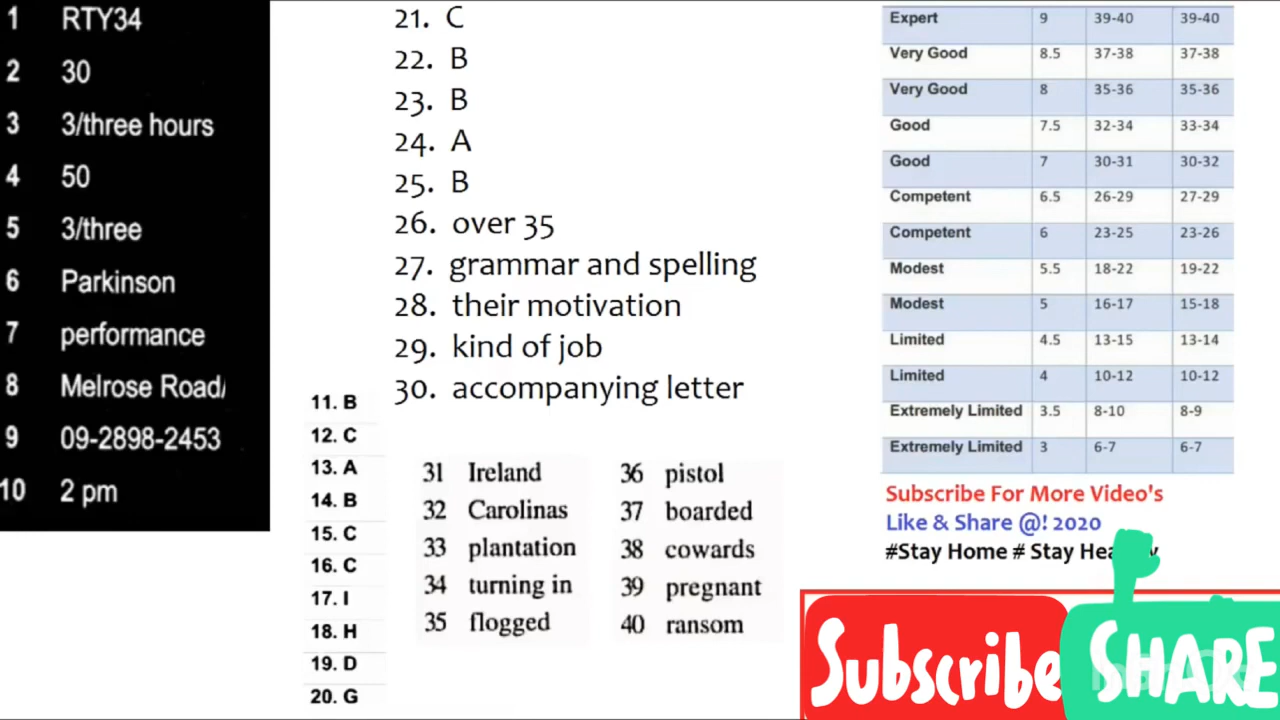 1 RTY34
2 30
3 3/three hours
4 50
5 3/three
6 Parkinson
7 performance
8 Melrose Road/
9 09-2898-2453
10 2 pm
11. B
12. C
13. A
14. B
15. C
16. C
17. I
18. H
19. D
20. G
21. C
22. B
23. B
24. A
25. B
26. over 35
27. grammar and spelling
28. their motivation
29. kind of job
30. accompanying letter
31 Ireland
32 Carolinas
33 plantation
34 turning in
35 flogged
36 pistol
37 boarded
38 cowards
39 pregnant
40 ransom
Expert 9 39-40 39-40
Very Good 8.5 37-38 37-38
Very Good 8 35-36 35-36
Good 7.5 32-34 33-34
Good 7 30-31 30-32
Competent 6.5 26-29 27-29
Competent 6 23-25 23-26
Modest 5.5 18-22 19-22
Modest 5 16-17 15-18
Limited 4.5 13-15 13-14
Limited 4 10-12 10-12
Extremely Limited 3.5 8-10 8-9
Extremely Limited 3 6-7 6-7
Subscribe For More Video's
Like & Share @! 2020
#Stay Home # Stay
Subscribe SHARE